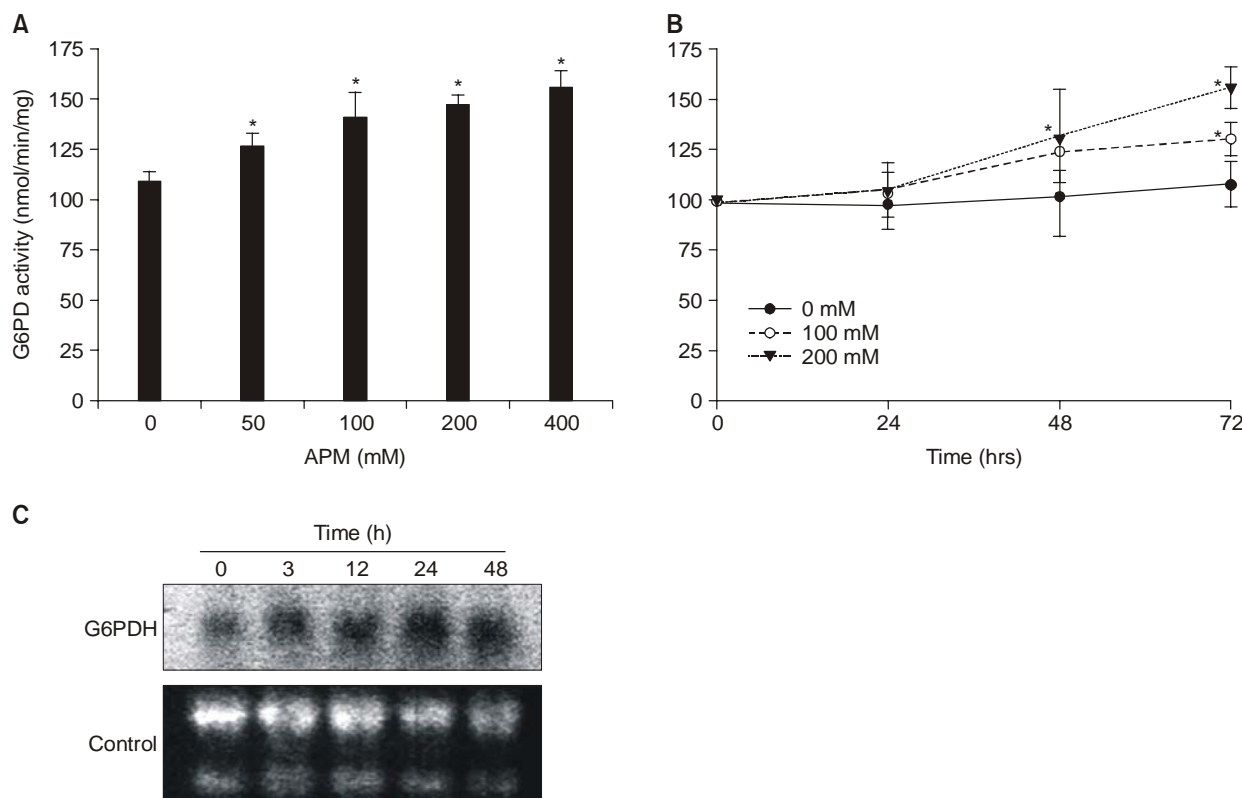 A
175
150
125
100
75
50
25
0
G6PD activity (nmol/min/mg)
* * * *
0 50 100 200 400
APM (mM)
B
175
150
125
100
75
50
25
0
* * *
0 mM
100 mM
200 mM
0 24 48 72
Time (hrs)
C
Time (h)
0 3 12 24 48
G6PDH
Control